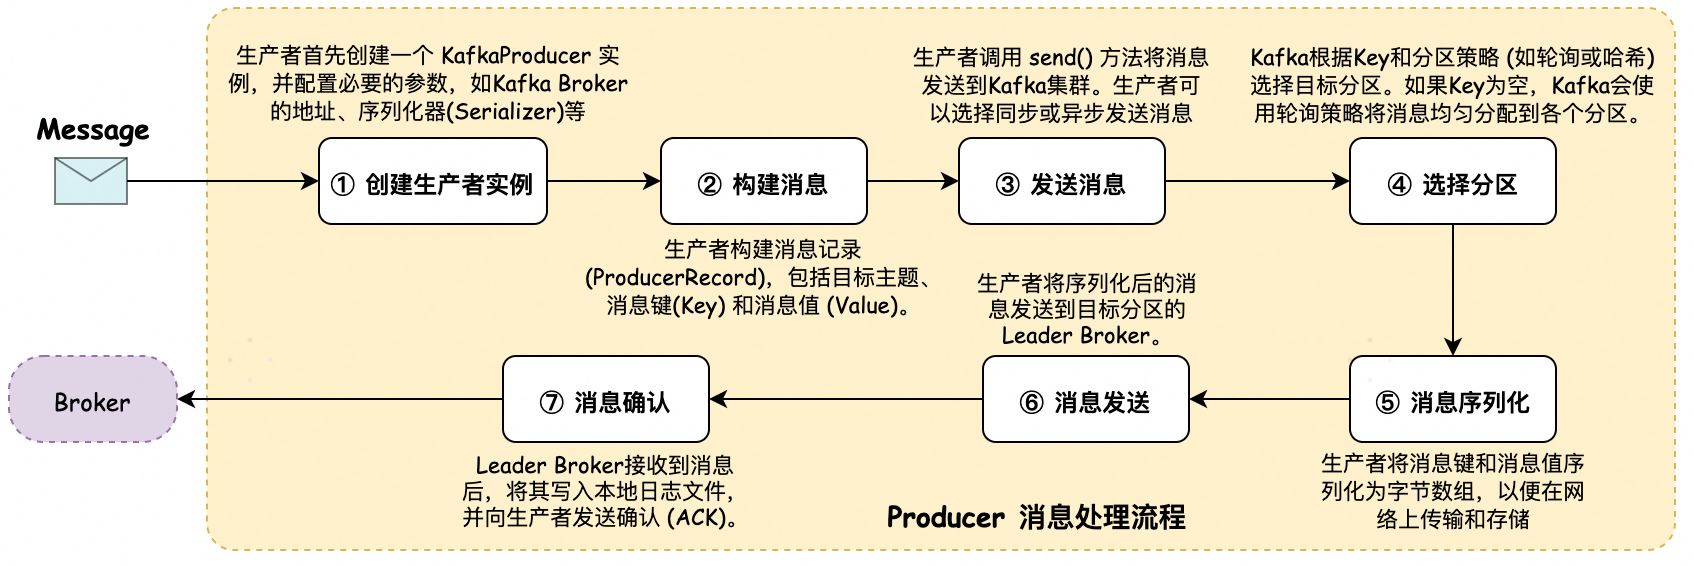 生产者首先创建一个 KafkaProducer 实
例，并配置必要的参数，如Kafka Broker
的地址、序列化器(Serializer)等
生产者调用 send() 方法将消息
发送到Kafka集群。生产者可
以选择同步或异步发送消息
Kafka根据Key和分区策略 (如轮询或哈希)
选择目标分区。如果Key为空，Kafka会使
用轮询策略将消息均匀分配到各个分区。
Message
① 创建生产者实例
② 构建消息
③ 发送消息
④ 选择分区
生产者构建消息记录
(ProducerRecord)，包括目标主题、
消息键(Key) 和消息值 (Value)。
生产者将序列化后的消
息发送到目标分区的
Leader Broker。
Broker
⑦ 消息确认
⑥ 消息发送
⑤ 消息序列化
Leader Broker接收到消息
后，将其写入本地日志文件，
并向生产者发送确认 (ACK)。
生产者将消息键和消息值序
列化为字节数组，以便在网
络上传输和存储
Producer 消息处理流程